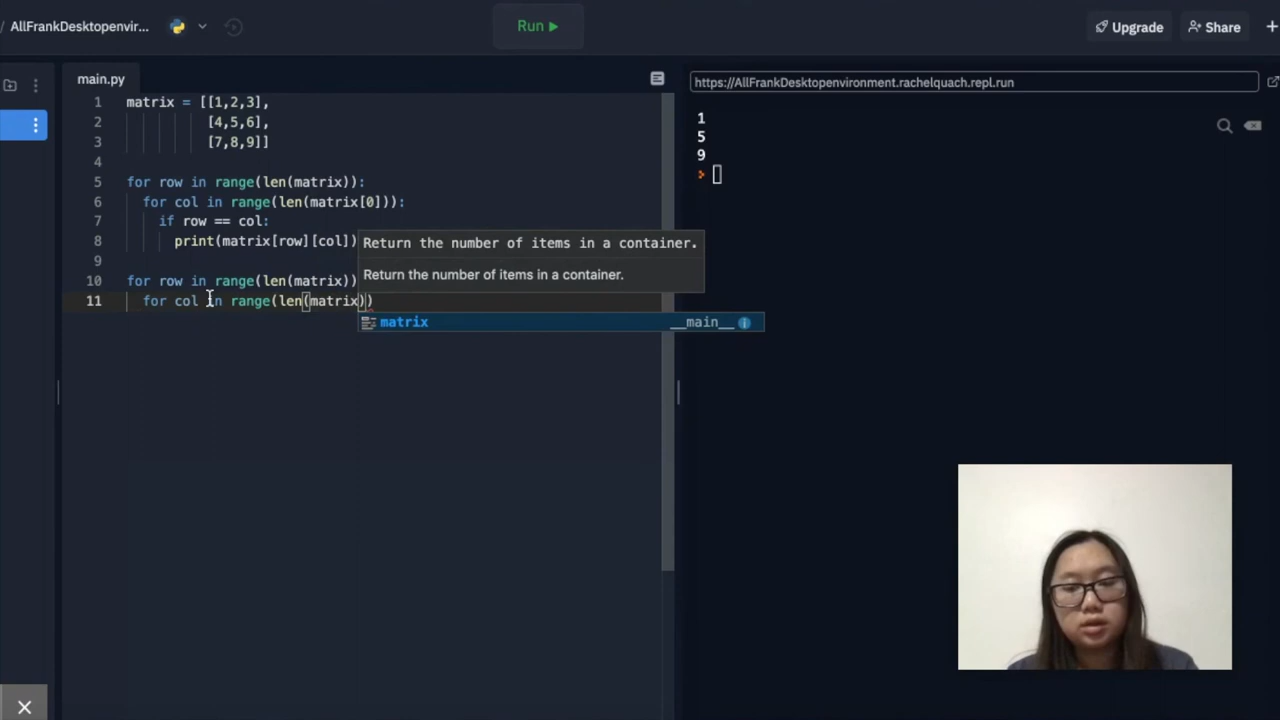 / AllFrankDesktopenvir...
Run ▶
Upgrade
Share
main.py
https://AllFrankDesktopenvironment.rachelquach.repl.run
1 matrix = [[1,2,3],
2 [4,5,6],
3 [7,8,9]]
4
5 for row in range(len(matrix)):
6 for col in range(len(matrix[0])):
7 if row == col:
8 print(matrix[row][col])
9
10 for row in range(len(matrix))
11 for col in range(len(matrix))
Return the number of items in a container.
Return the number of items in a container.
matrix __main__
1
5
9